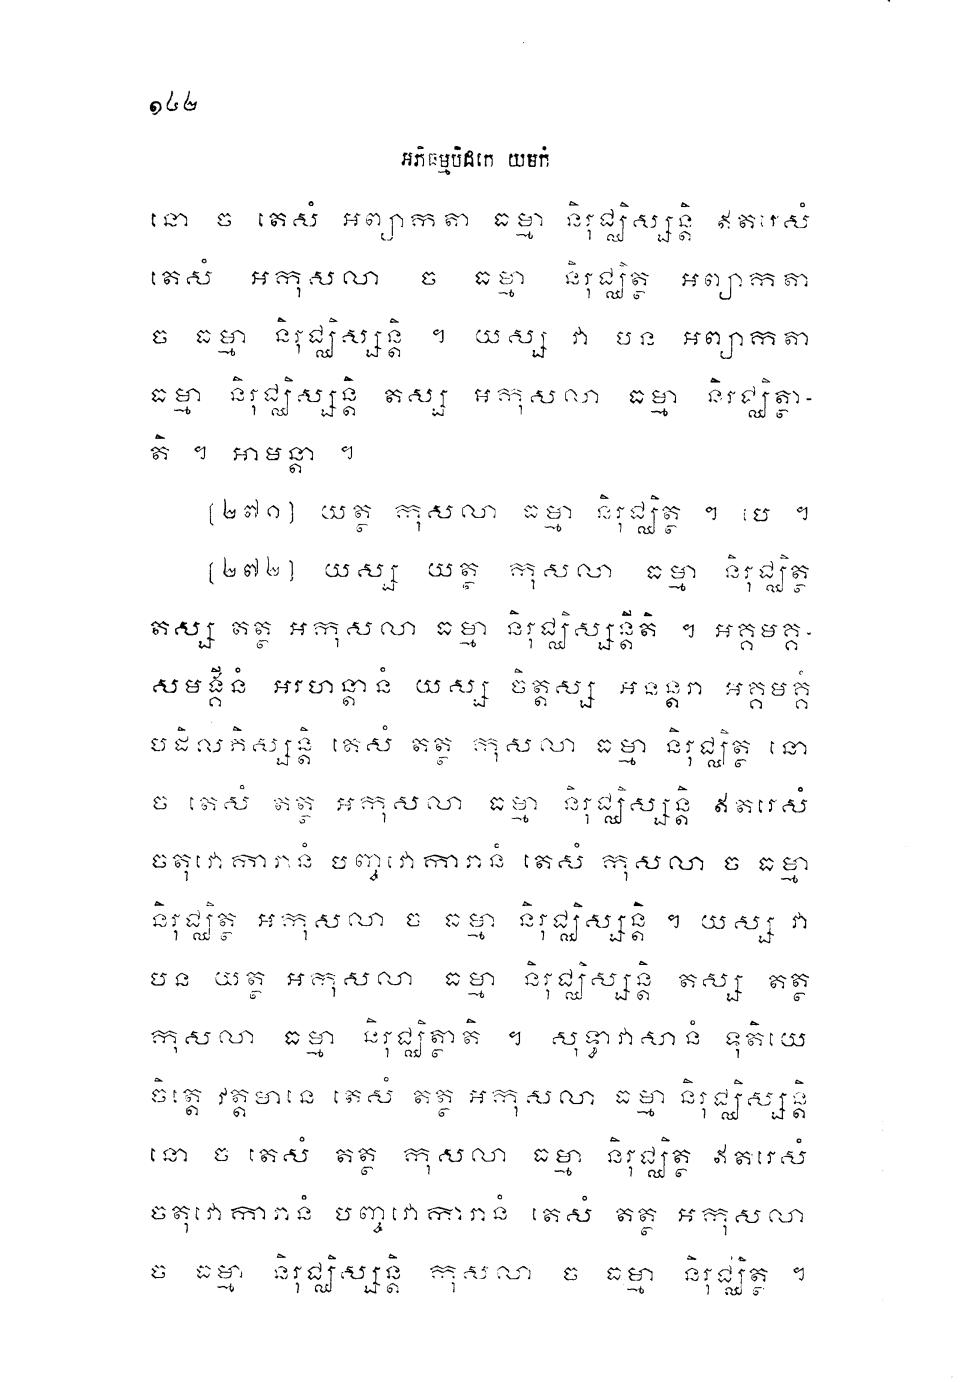 ១៤២
អភិធម្មបិដកេ យមកំ
នោ ច តេសំ អព្យាកតា ធម្មា និរុជ្ឈិស្សន្តិ ឥតរេសំ
តេសំ អកុសលា ច ធម្មា និរុជ្ឈិត្ថ អព្យាកតា
ច ធម្មា និរុជ្ឈិស្សន្តិ ។ យស្ស វា បន អព្យាកតា
ធម្មា និរុជ្ឈិស្សន្តិ តស្ស អកុសលា ធម្មា និរុជ្ឈិត្ថា-
តិ ។ អាមន្តា ។
(២៧១) យត្ថ កុសលា ធម្មា និរុជ្ឈិត្ថ ។ បេ ។
(២៧២) យស្ស យត្ថ កុសលា ធម្មា និរុជ្ឈិត្ថ
តស្ស តត្ថ អកុសលា ធម្មា និរុជ្ឈិស្សន្តីតិ ។ អគ្គមគ្គ-
សមង្គីនំ អរហន្តានំ យស្ស ចិត្តស្ស អនន្តរា អគ្គមគ្គំ
បដិលភិស្សន្តិ តេសំ តត្ថ កុសលា ធម្មា និរុជ្ឈិត្ថ នោ
ច តេសំ តត្ថ អកុសលា ធម្មា និរុជ្ឈិស្សន្តិ ឥតរេសំ
ចតុវោការានំ បញ្ចវោការានំ តេសំ កុសលា ច ធម្មា
និរុជ្ឈិត្ថ អកុសលា ច ធម្មា និរុជ្ឈិស្សន្តិ ។ យស្ស វា
បន យត្ថ អកុសលា ធម្មា និរុជ្ឈិស្សន្តិ តស្ស តត្ថ
កុសលា ធម្មា និរុជ្ឈិត្ថាតិ ។ សុទ្ធាវាសានំ ទុតិយេ
ចិត្តេ វត្តមានេ តេសំ តត្ថ អកុសលា ធម្មា និរុជ្ឈិស្សន្តិ
នោ ច តេសំ តត្ថ កុសលា ធម្មា និរុជ្ឈិត្ថ ឥតរេសំ
ចតុវោការានំ បញ្ចវោការានំ តេសំ តត្ថ អកុសលា
ច ធម្មា និរុជ្ឈិស្សន្តិ កុសលា ច ធម្មា និរុជ្ឈិត្ថ ។